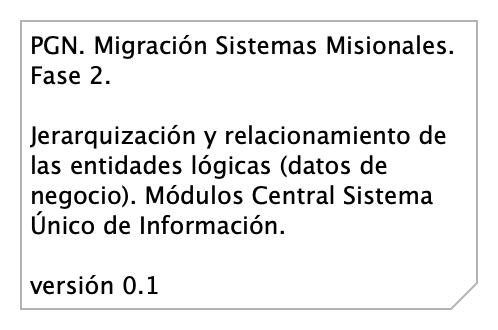 PGN. Migración Sistemas Misionales.
Fase 2.
Jerarquización y relacionamiento de
las entidades lógicas (datos de
negocio). Módulos Central Sistema
Único de Información.
versión 0.1